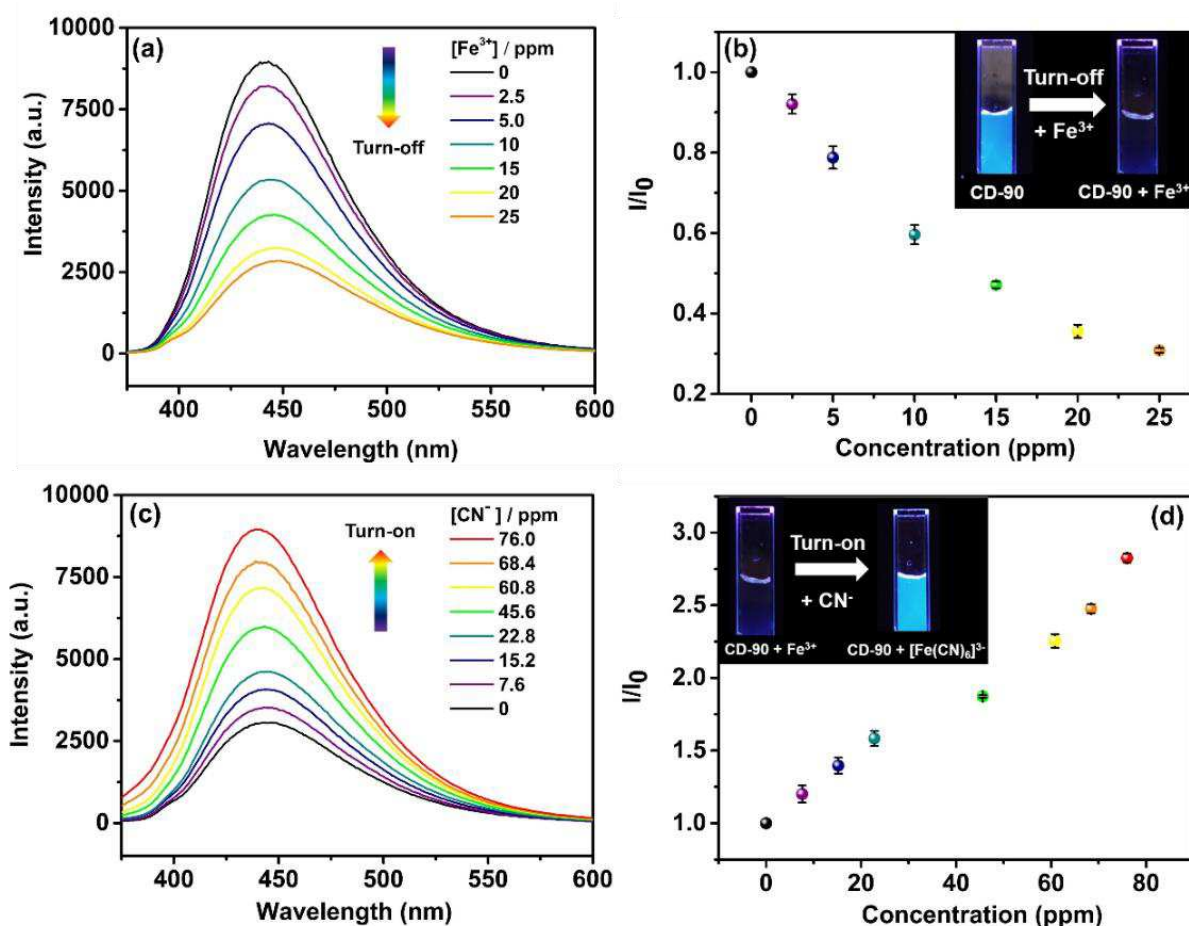 (a)
[Fe³⁺] / ppm
0
2.5
5.0
10
15
20
25
Turn-off
10000
7500
5000
2500
0
Intensity (a.u.)
400 450 500 550 600
Wavelength (nm)
(b)
Turn-off
+ Fe³⁺
CD-90
CD-90 + Fe³⁺
1.0
0.8
0.6
0.4
0.2
I/I₀
0 5 10 15 20 25
Concentration (ppm)
(c)
[CN⁻] / ppm
76.0
68.4
60.8
45.6
22.8
15.2
7.6
0
Turn-on
10000
7500
5000
2500
0
Intensity (a.u.)
400 450 500 550 600
Wavelength (nm)
(d)
Turn-on
+ CN⁻
CD-90 + Fe³⁺
CD-90 + [Fe(CN)₆]³⁻
3.0
2.5
2.0
1.5
1.0
I/I₀
0 20 40 60 80
Concentration (ppm)